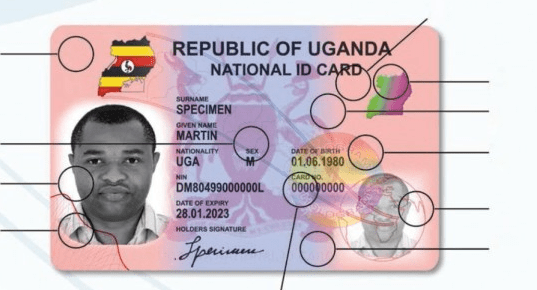 REPUBLIC OF UGANDA
NATIONAL ID CARD
SURNAME
SPECIMEN
GIVEN NAME
MARTIN
NATIONALITY SEX DATE OF BIRTH
UGA M 01.06.1980
NIN CARD NO.
DM80499000000L 000000000
DATE OF EXPIRY
28.01.2023
HOLDERS SIGNATURE
Specimen